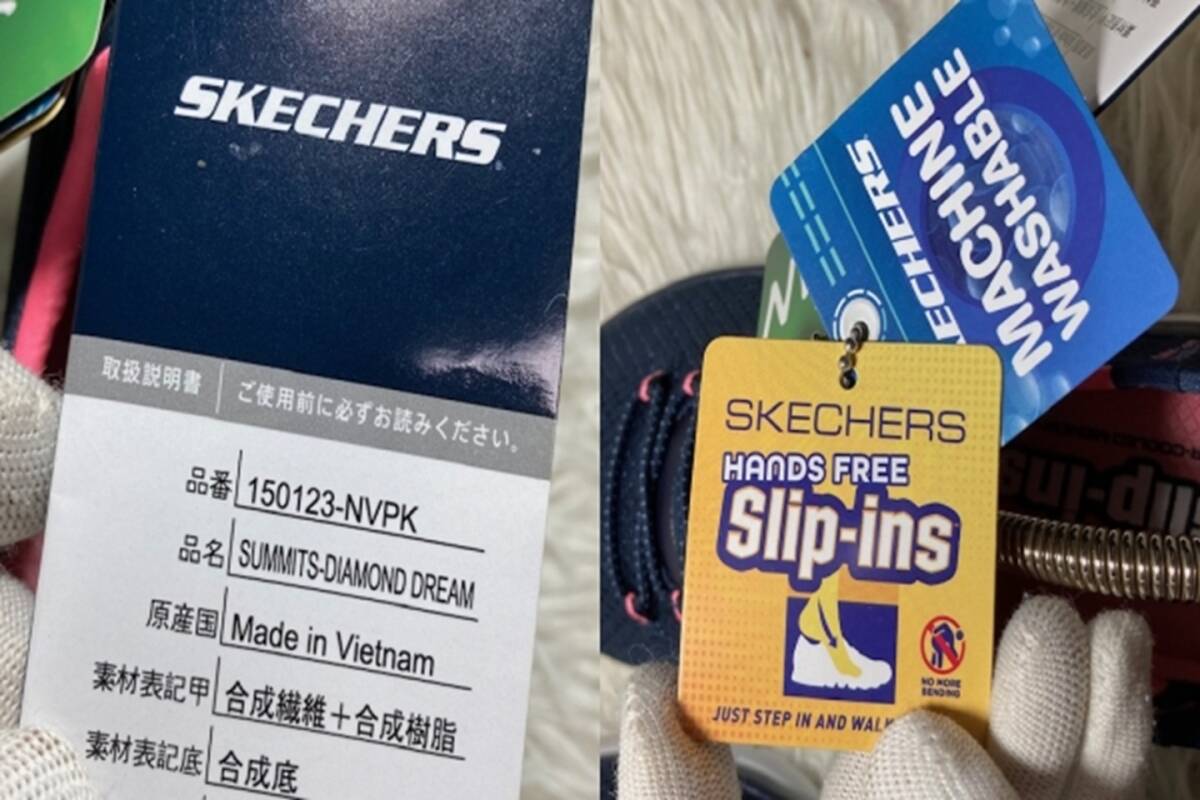 SKECHERS
取扱説明書 ご使用前に必ずお読みください。
品番 150123-NVPK
品名 SUMMITS-DIAMOND DREAM
原産国 Made in Vietnam
素材表記甲 合成繊維+合成樹脂
素材表記底 合成底
MACHINE
WASHABLE
SKECHERS
SKECHERS
HANDS FREE
Slip-ins
NO MORE
BENDING
JUST STEP IN AND WALK
Slip-ins